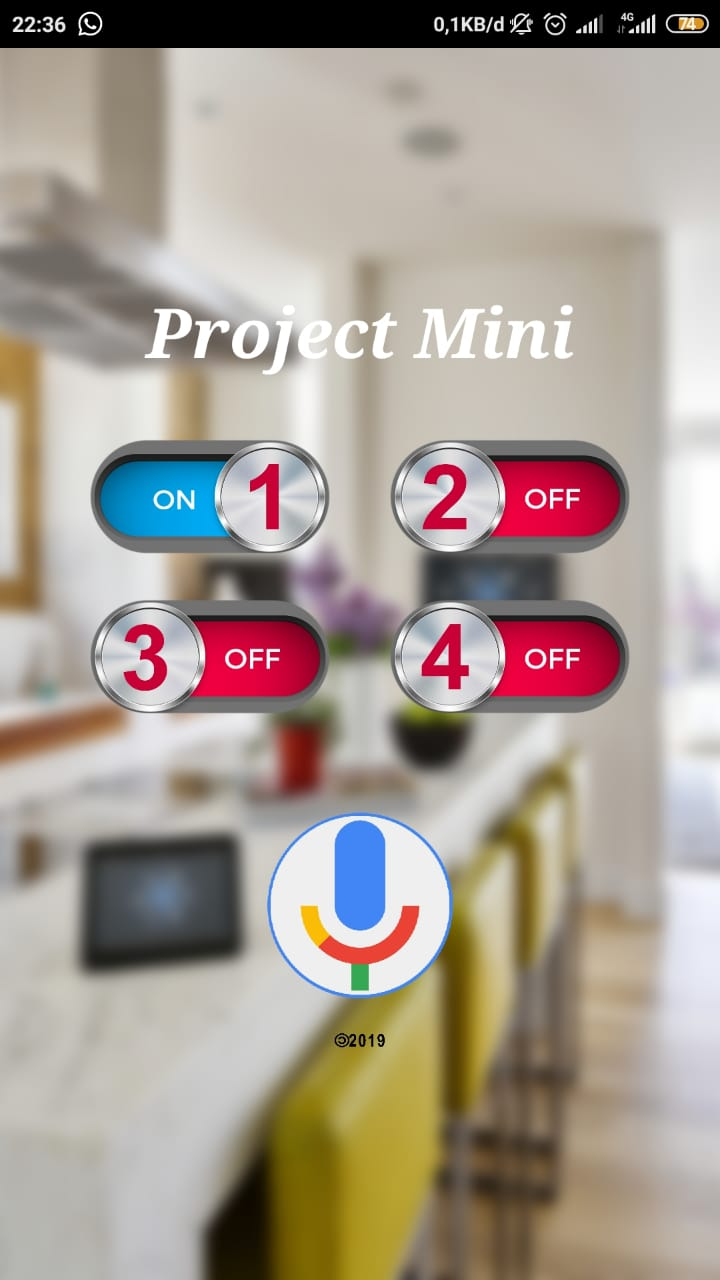 22:36 0,1KB/d 4G 74
Project Mini
ON 1 2 OFF
3 OFF 4 OFF
©2019